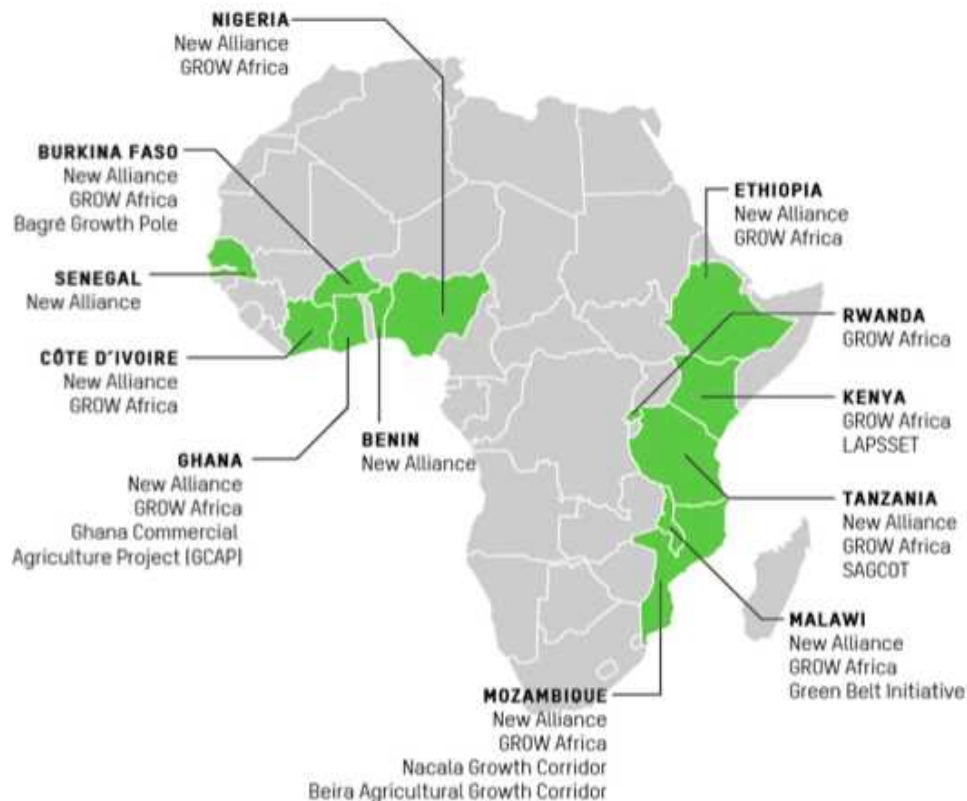 NIGERIA
New Alliance
GROW Africa
BURKINA FASO
New Alliance
GROW Africa
Bagré Growth Pole
SENEGAL
New Alliance
CÔTE D'IVOIRE
New Alliance
GROW Africa
GHANA
New Alliance
GROW Africa
Ghana Commercial
Agriculture Project (GCAP)
BENIN
New Alliance
ETHIOPIA
New Alliance
GROW Africa
RWANDA
GROW Africa
KENYA
GROW Africa
LAPSSET
TANZANIA
New Alliance
GROW Africa
SAGCOT
MALAWI
New Alliance
GROW Africa
Green Belt Initiative
MOZAMBIQUE
New Alliance
GROW Africa
Nacala Growth Corridor
Beira Agricultural Growth Corridor